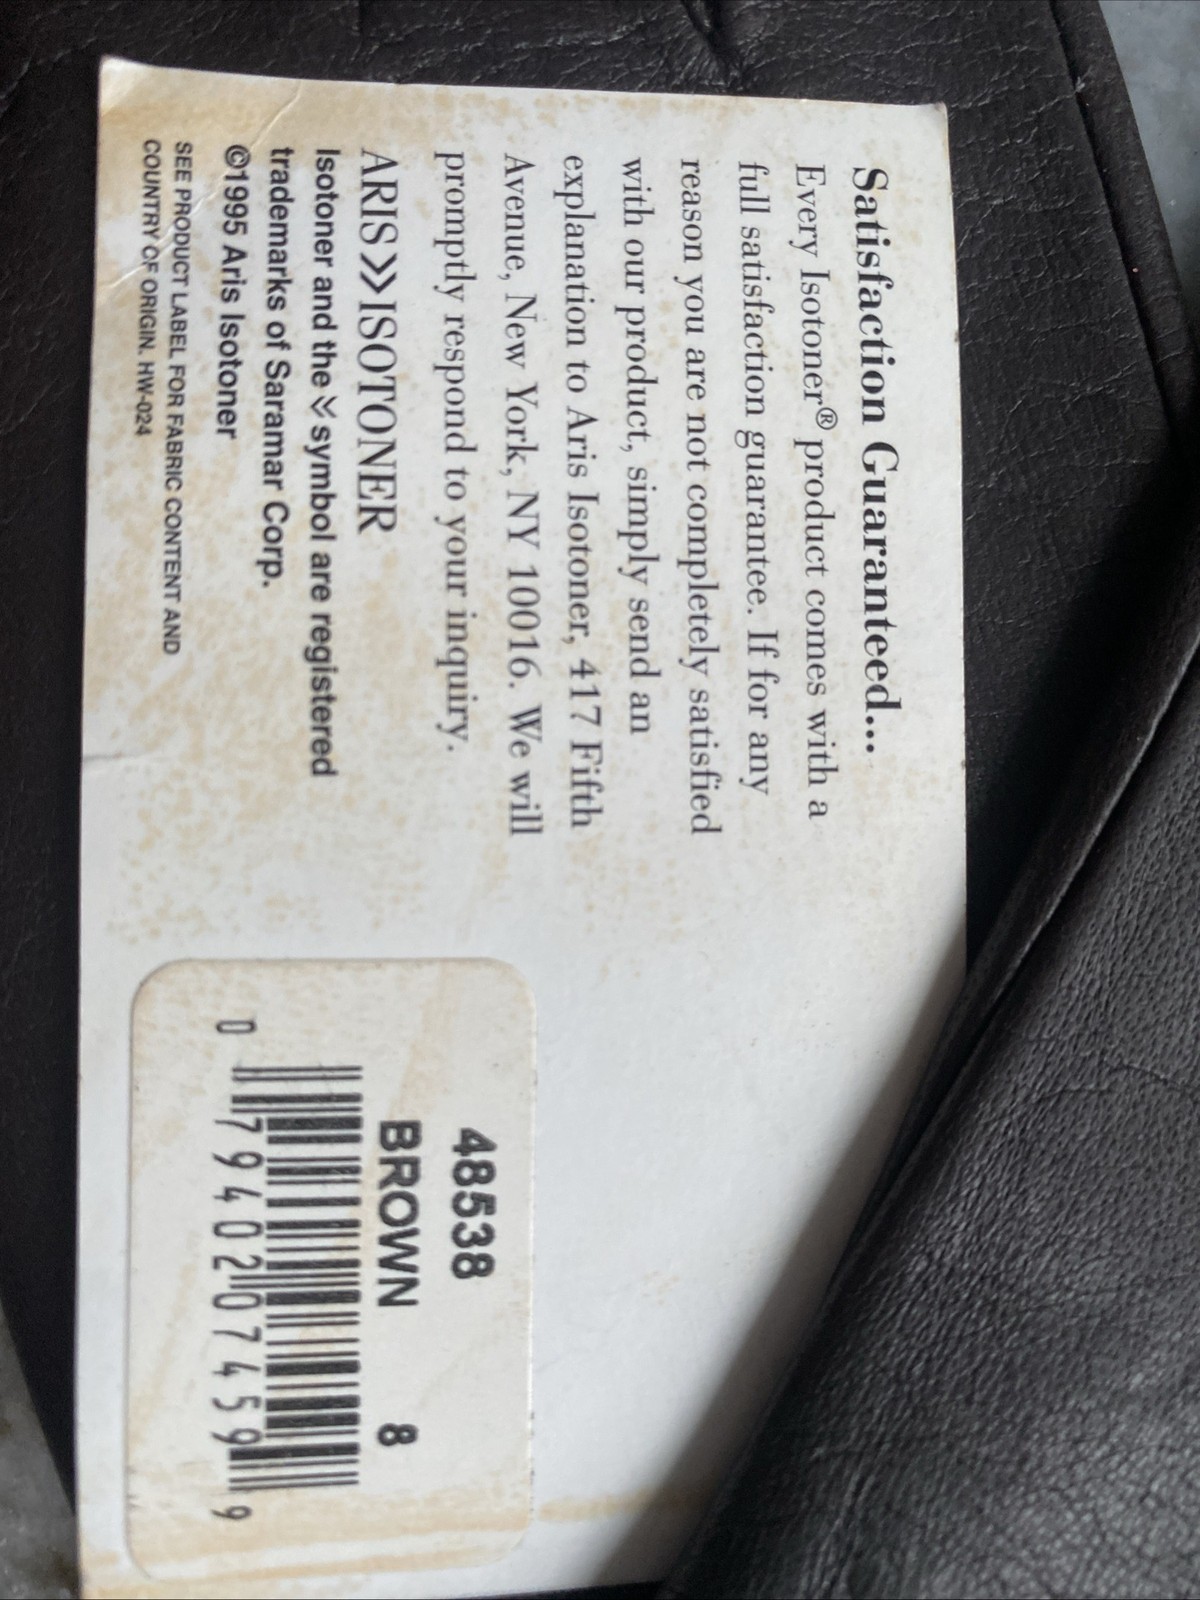 Satisfaction Guaranteed...
Every Isotoner® product comes with a
full satisfaction guarantee. If for any
reason you are not completely satisfied
with our product, simply send an
explanation to Aris Isotoner, 417 Fifth
Avenue, New York, NY 10016. We will
promptly respond to your inquiry.
ARIS >> ISOTONER
Isotoner and the >> symbol are registered
trademarks of Saramar Corp.
©1995 Aris Isotoner
SEE PRODUCT LABEL FOR FABRIC CONTENT AND
COUNTRY OF ORIGIN. HW-024
48538
BROWN 8
0 79402 07459 9